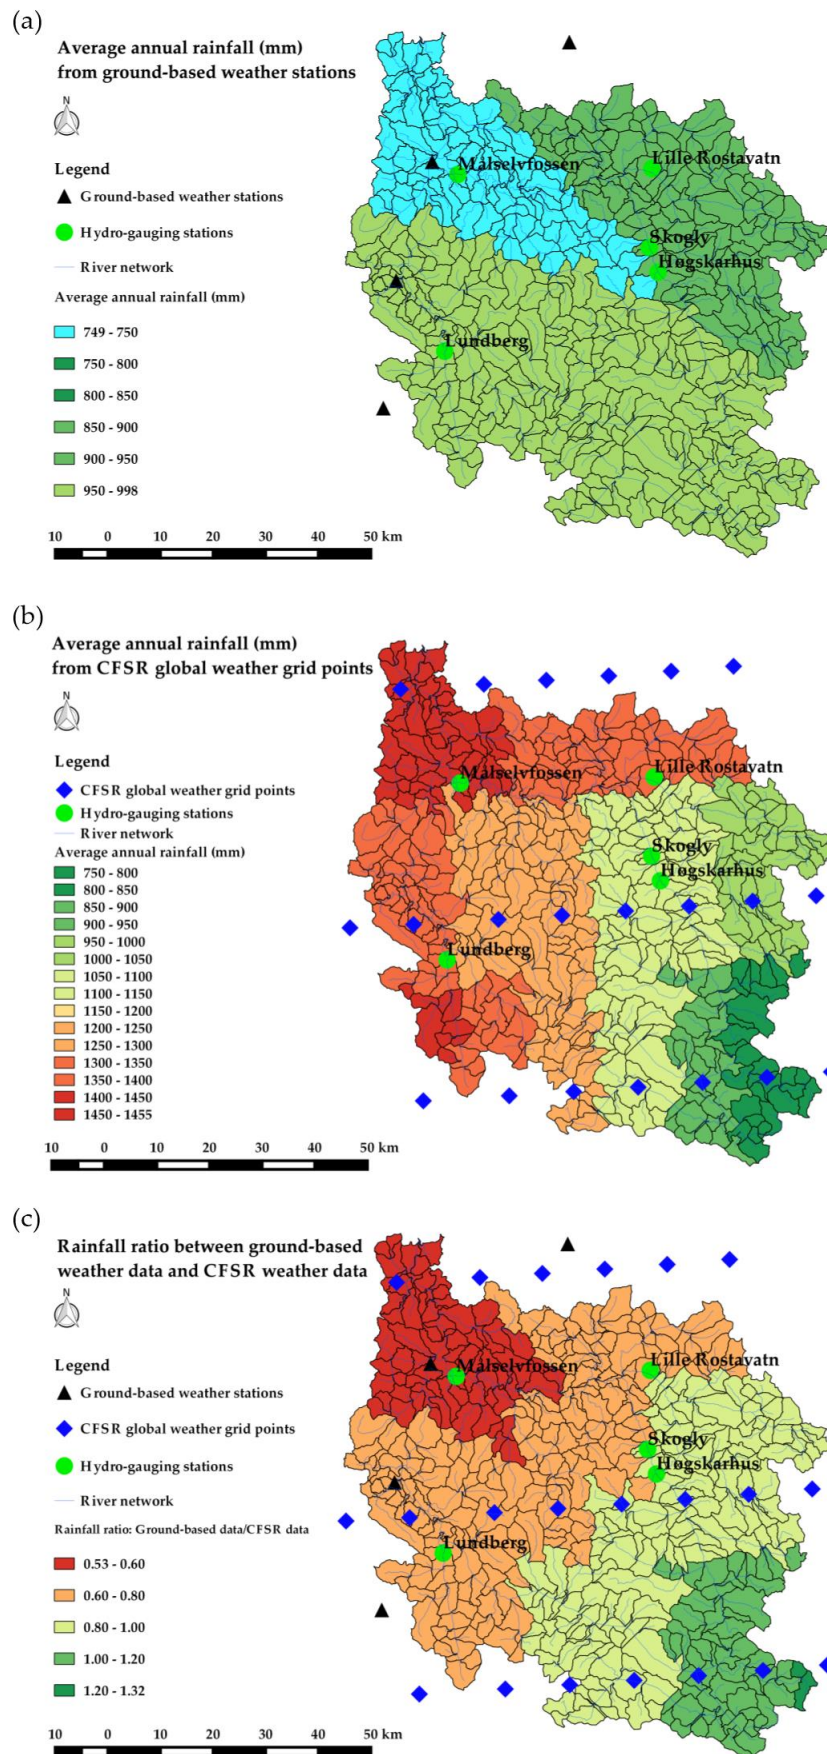 (a)
Average annual rainfall (mm)
from ground-based weather stations
N
Legend
Ground-based weather stations
Hydro-gauging stations
River network
Average annual rainfall (mm)
749 - 750
750 - 800
800 - 850
850 - 900
900 - 950
950 - 998
10 0 10 20 30 40 50 km
Målselvfossen
Lille Rostavatn
Skogly
Høgskarhus
Lundberg
(b)
Average annual rainfall (mm)
from CFSR global weather grid points
N
Legend
CFSR global weather grid points
Hydro-gauging stations
River network
Average annual rainfall (mm)
750 - 800
800 - 850
850 - 900
900 - 950
950 - 1000
1000 - 1050
1050 - 1100
1100 - 1150
1150 - 1200
1200 - 1250
1250 - 1300
1300 - 1350
1350 - 1400
1400 - 1450
1450 - 1455
10 0 10 20 30 40 50 km
Målselvfossen
Lille Rostavatn
Skogly
Høgskarhus
Lundberg
(c)
Rainfall ratio between ground-based
weather data and CFSR weather data
N
Legend
Ground-based weather stations
CFSR global weather grid points
Hydro-gauging stations
River network
Rainfall ratio: Ground-based data/CFSR data
0.53 - 0.60
0.60 - 0.80
0.80 - 1.00
1.00 - 1.20
1.20 - 1.32
10 0 10 20 30 40 50 km
Målselvfossen
Lille Rostavatn
Skogly
Høgskarhus
Lundberg